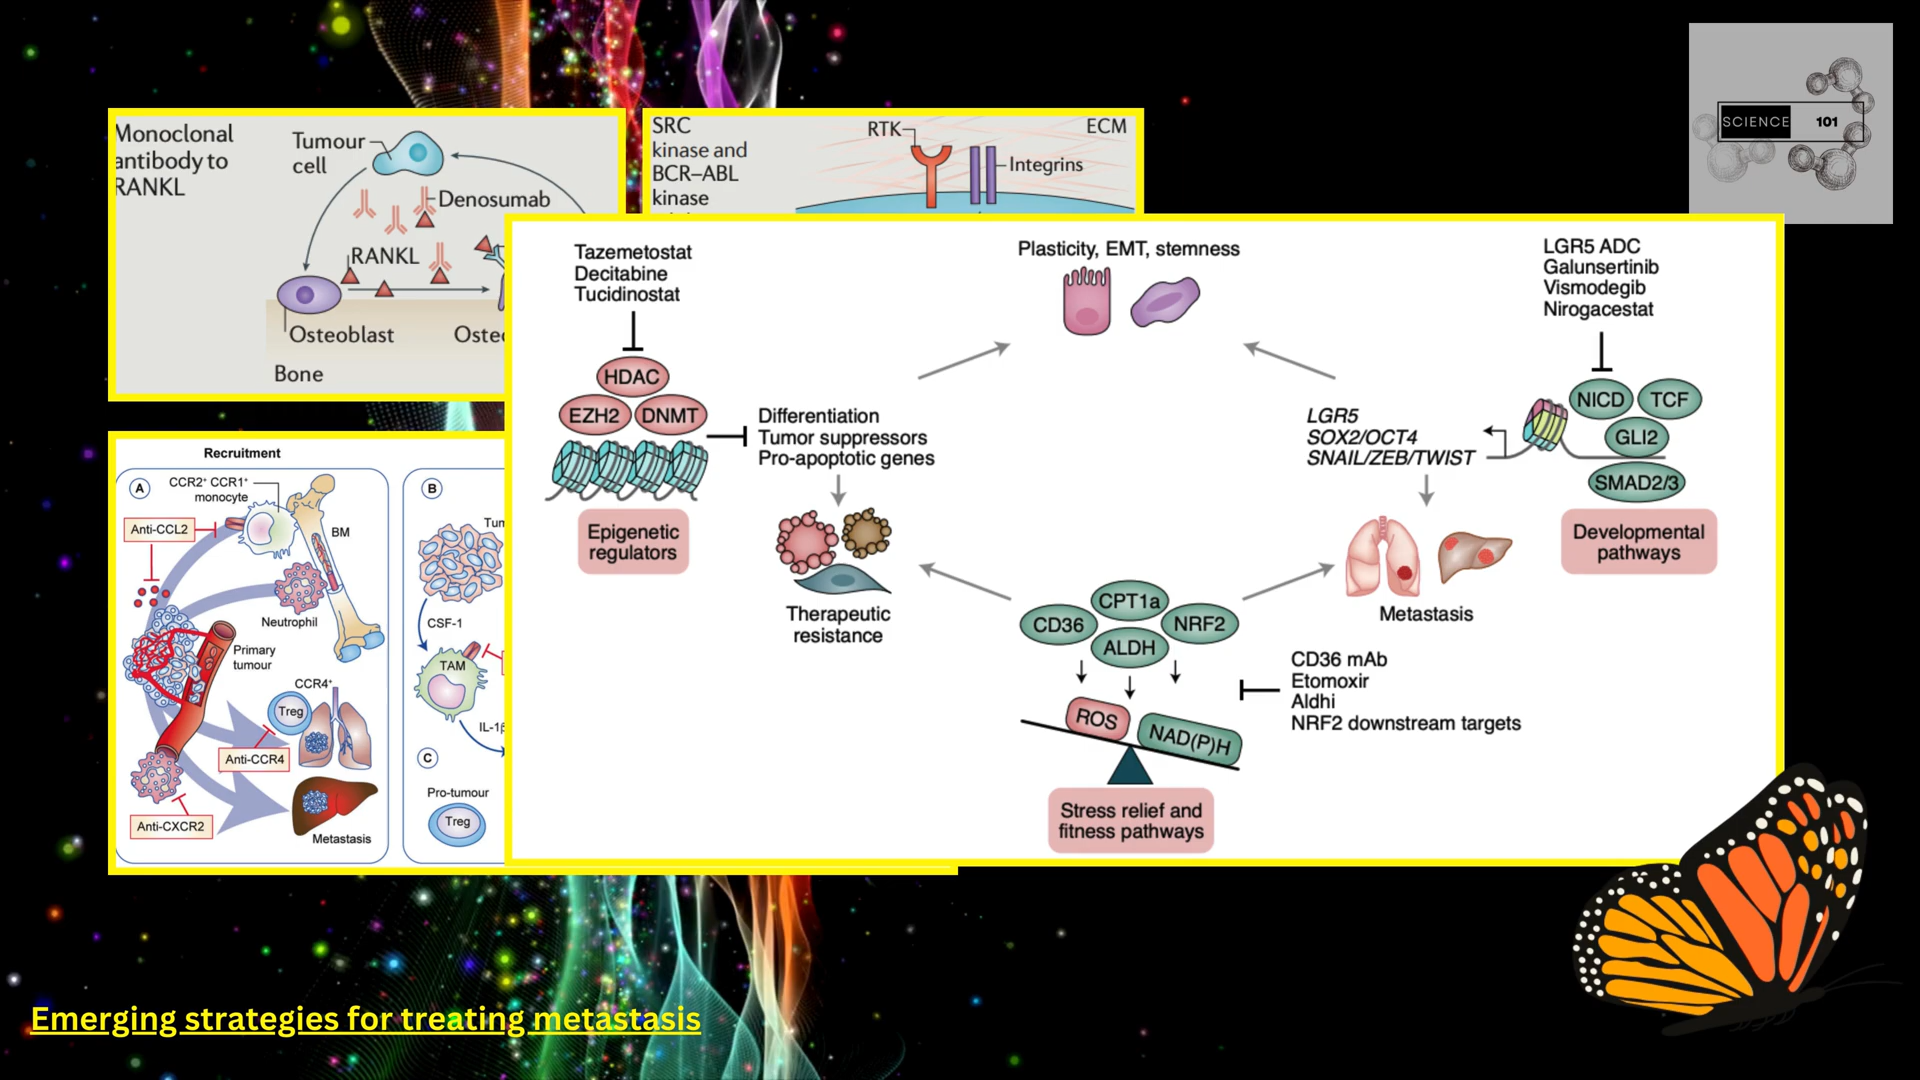 SCIENCE 101
Monoclonal
antibody to
RANKL
Tumour
cell
Denosumab
RANKL
Osteoblast
Bone
SRC
kinase and
BCR–ABL
kinase
RTK
ECM
Integrins
Recruitment
A
CCR2+ CCR1+
monocyte
Anti-CCL2
BM
Neutrophil
Primary
tumour
CCR4+
Treg
Anti-CCR4
Anti-CXCR2
Metastasis
B
CSF-1
TAM
C
Pro-tumour
Treg
Tazemetostat
Decitabine
Tucidinostat
HDAC
EZH2
DNMT
Epigenetic
regulators
Differentiation
Tumor suppressors
Pro-apoptotic genes
Therapeutic
resistance
Plasticity, EMT, stemness
LGR5 ADC
Galunsertinib
Vismodegib
Nirogacestat
NICD
TCF
GLI2
SMAD2/3
Developmental
pathways
LGR5
SOX2/OCT4
SNAIL/ZEB/TWIST
Metastasis
CPT1a
CD36
NRF2
ALDH
ROS
NAD(P)H
CD36 mAb
Etomoxir
Aldhi
NRF2 downstream targets
Stress relief and
fitness pathways
Emerging strategies for treating metastasis